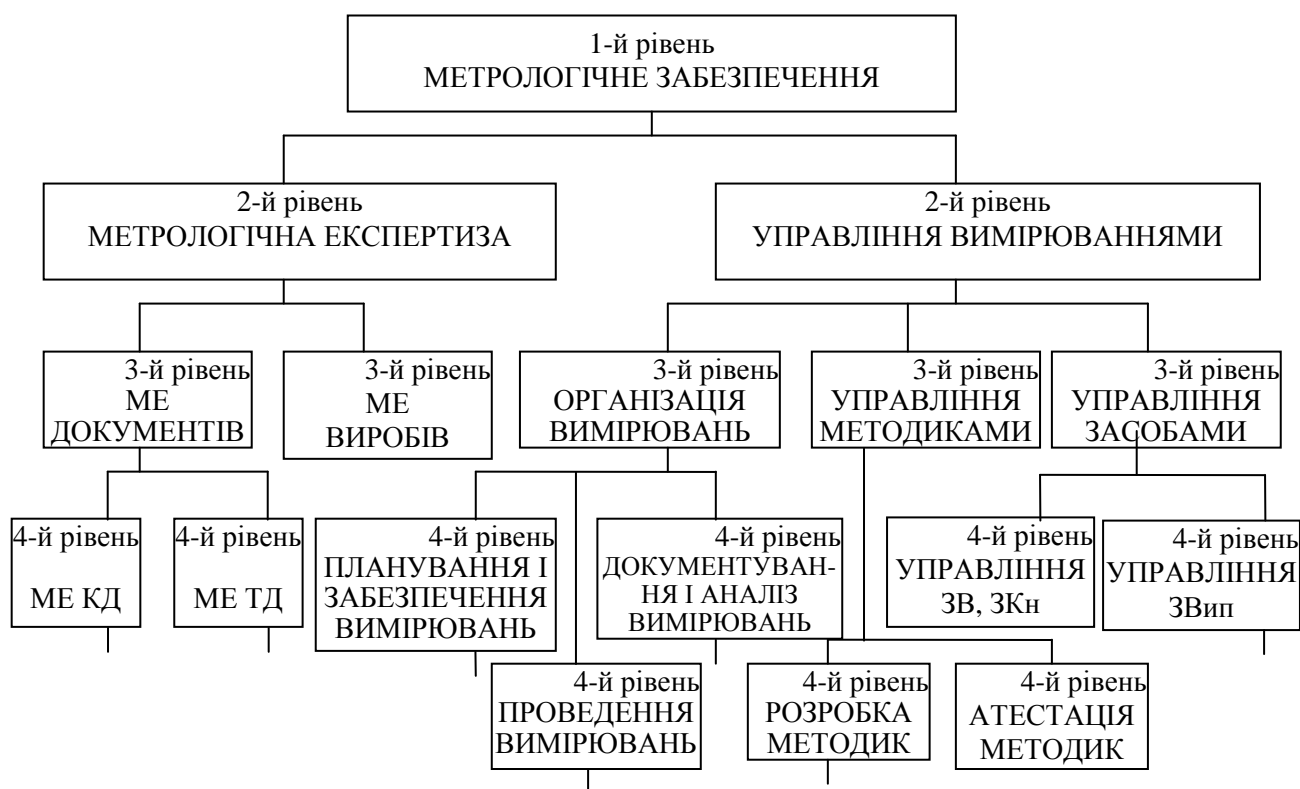 1-й рівень
МЕТРОЛОГІЧНЕ ЗАБЕЗПЕЧЕННЯ
2-й рівень
МЕТРОЛОГІЧНА ЕКСПЕРТИЗА
2-й рівень
УПРАВЛІННЯ ВИМІРЮВАННЯМИ
3-й рівень
МЕ
ДОКУМЕНТІВ
3-й рівень
МЕ
ВИРОБІВ
3-й рівень
ОРГАНІЗАЦІЯ
ВИМІРЮВАНЬ
3-й рівень
УПРАВЛІННЯ
МЕТОДИКАМИ
3-й рівень
УПРАВЛІННЯ
ЗАСОБАМИ
4-й рівень
МЕ КД
4-й рівень
МЕ ТД
4-й рівень
ПЛАНУВАННЯ І
ЗАБЕЗПЕЧЕННЯ
ВИМІРЮВАНЬ
4-й рівень
ДОКУМЕНТУВАН-
НЯ І АНАЛІЗ
ВИМІРЮВАНЬ
4-й рівень
УПРАВЛІННЯ
ЗВ, ЗКн
4-й рівень
УПРАВЛІННЯ
ЗВип
4-й рівень
ПРОВЕДЕННЯ
ВИМІРЮВАНЬ
4-й рівень
РОЗРОБКА
МЕТОДИК
4-й рівень
АТЕСТАЦІЯ
МЕТОДИК